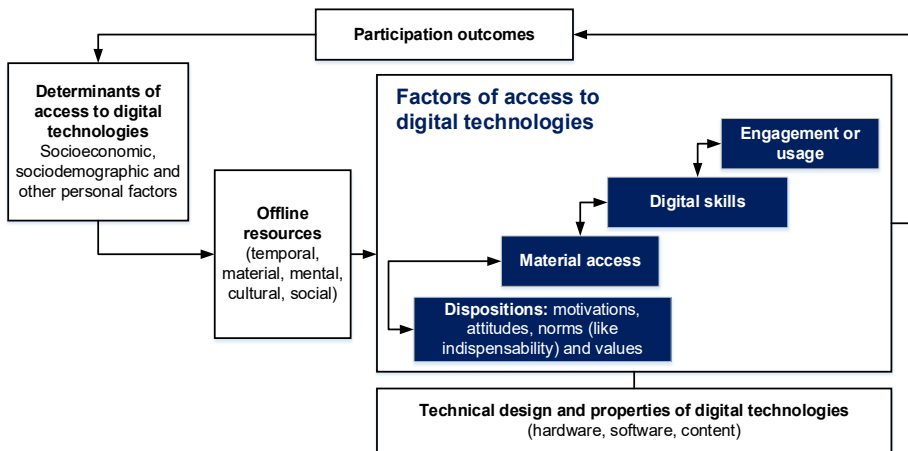 Participation outcomes
Determinants of
access to digital
technologies
Socioeconomic,
sociodemographic and
other personal factors
Offline
resources
(temporal,
material, mental,
cultural, social)
Factors of access to
digital technologies
Engagement or
usage
Digital skills
Material access
Dispositions: motivations,
attitudes, norms (like
indispensability) and values
Technical design and properties of digital technologies
(hardware, software, content)